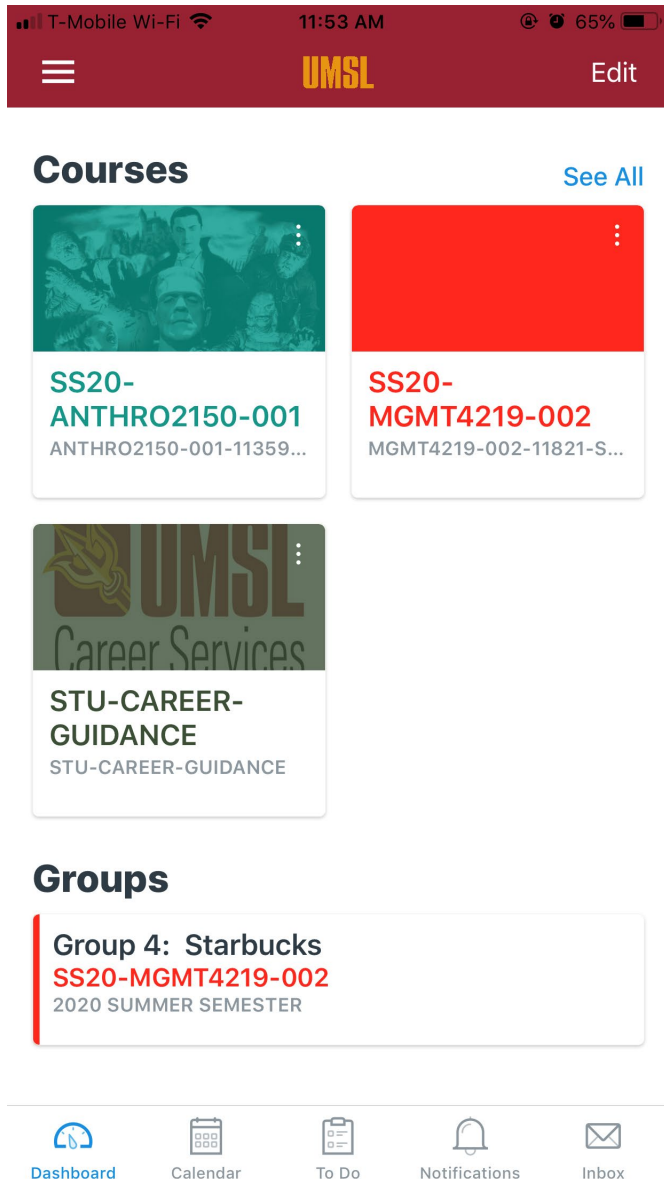 T-Mobile Wi-Fi 11:53 AM 65%
UMSL Edit
Courses See All
SS20-
ANTHRO2150-001
ANTHRO2150-001-11359...
SS20-
MGMT4219-002
MGMT4219-002-11821-S...
UMSL
Career Services
STU-CAREER-
GUIDANCE
STU-CAREER-GUIDANCE
Groups
Group 4:  Starbucks
SS20-MGMT4219-002
2020 SUMMER SEMESTER
Dashboard Calendar To Do Notifications Inbox